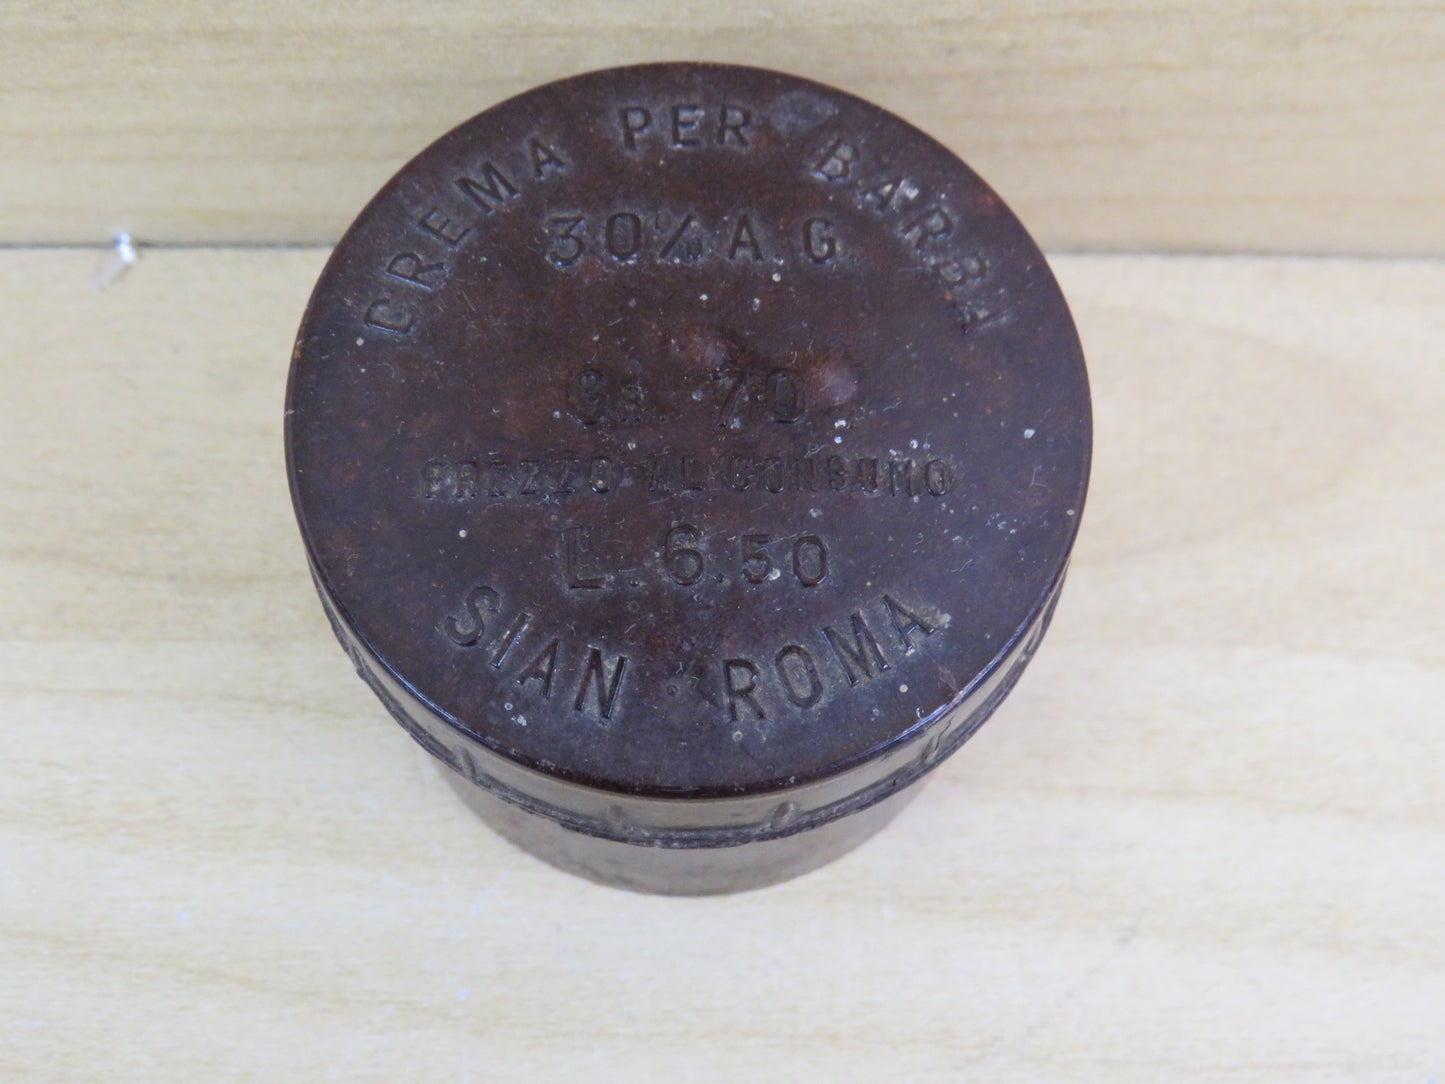 CREMA PER BARBA
30% A.G.
Gr. 70
PREZZO AL CONSUMO
L. 6.50
SIAN ROMA